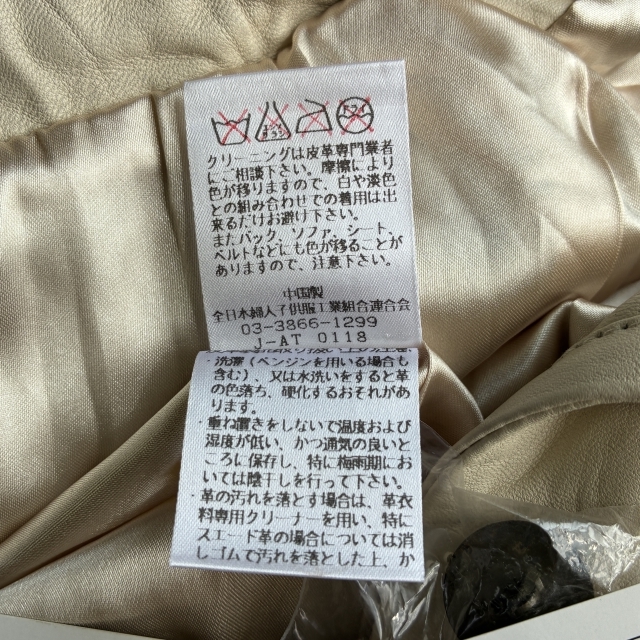 クリーニングは皮革専門業者
にご相談下さい。摩擦により
色が移りますので、白や淡色
との組み合わせでの着用は出
来るだけお避け下さい。
またバック、ソファ、シート、
ベルトなどにも色が移ることが
ありますので、注意下さい。
中国製
全日本婦人子供服工業組合連合会
03-3866-1299
J-AT 0118
洗濯(ベンジンを用いる場合も
含む)、又は水洗いをすると革
の色落ち、硬化するおそれがあ
ります。
・重ね置きをしないで温度および
湿度が低い、かつ通気の良いと
ころに保存し、特に梅雨期にお
いては陰干しを行って下さい。
・革の汚れを落とす場合は、革衣
料専用クリーナーを用い、特に
スエード革の場合については消
しゴムで汚れを落とした上、か